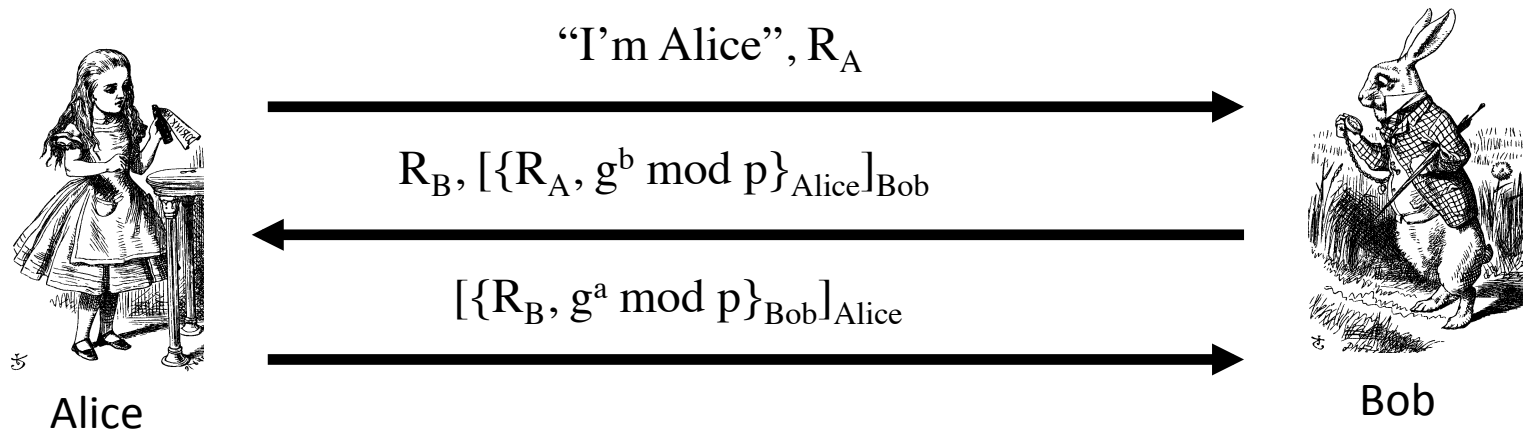 “I’m Alice”, R_A
R_B, [{R_A, g^b mod p}_Alice]_Bob
[{R_B, g^a mod p}_Bob]_Alice
Alice
Bob